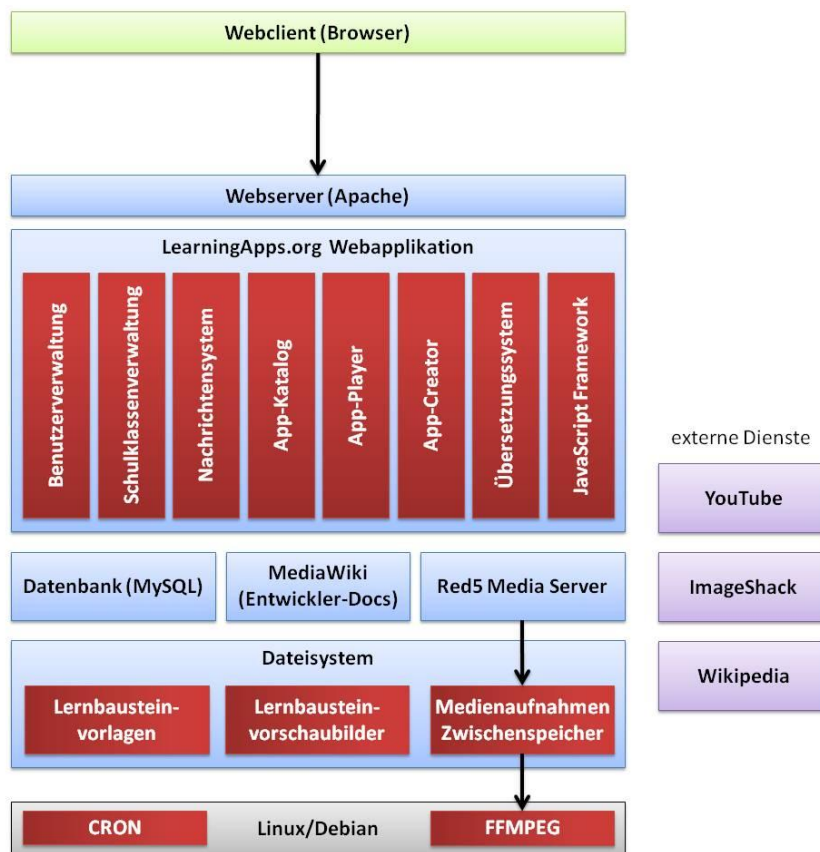 Webclient (Browser)
Webserver (Apache)
LearningApps.org Webapplikation
Benutzerverwaltung
Schulklassenverwaltung
Nachrichtensystem
App-Katalog
App-Player
App-Creator
Übersetzungssystem
JavaScript Framework
externe Dienste
YouTube
ImageShack
Wikipedia
Datenbank (MySQL)
MediaWiki
(Entwickler-Docs)
Red5 Media Server
Dateisystem
Lernbaustein-
vorlagen
Lernbaustein-
vorschaubilder
Medienaufnahmen
Zwischenspeicher
CRON
Linux/Debian
FFMPEG